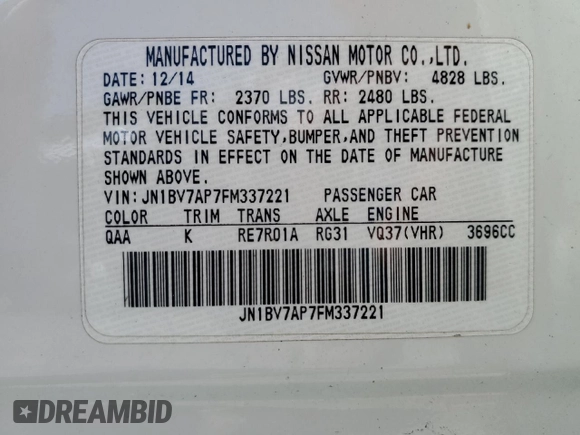 MANUFACTURED BY NISSAN MOTOR CO.,LTD.
DATE: 12/14 GVWR/PNBV: 4828 LBS.
GAWR/PNBE FR: 2370 LBS. RR: 2480 LBS.
THIS VEHICLE CONFORMS TO ALL APPLICABLE FEDERAL
MOTOR VEHICLE SAFETY,BUMPER,AND THEFT PREVENTION
STANDARDS IN EFFECT ON THE DATE OF MANUFACTURE
SHOWN ABOVE.
VIN: JN1BV7AP7FM337221 PASSENGER CAR
COLOR TRIM TRANS AXLE ENGINE
QAA K RE7R01A RG31 VQ37(VHR) 3696CC
JN1BV7AP7FM337221
DREAMBID